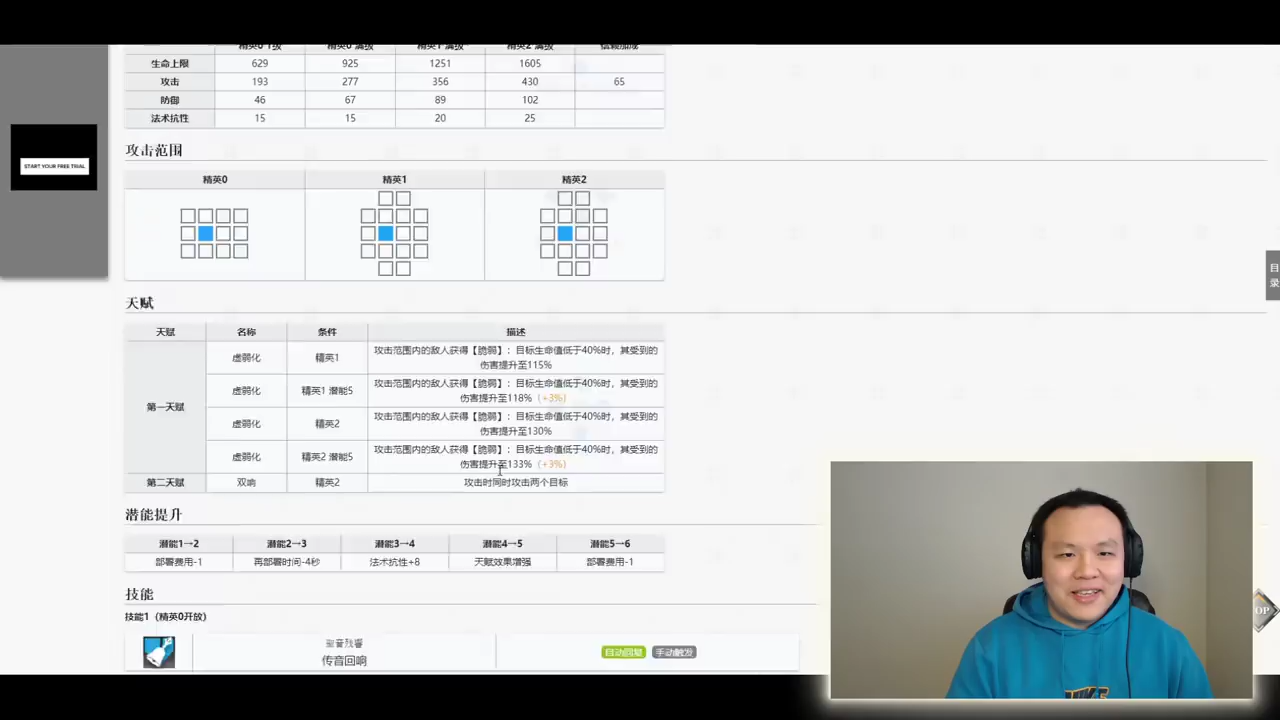 精英0 1级 精英0 满级 精英1 满级 精英2 满级 信赖加成
生命上限 629 925 1251 1605
攻击 193 277 356 430 65
防御 46 67 89 102
法术抗性 15 15 20 25
START YOUR FREE TRIAL
攻击范围
精英0 精英1 精英2
目录
天赋
天赋 名称 条件 描述
第一天赋
虚弱化 精英1 攻击范围内的敌人获得【脆弱】：目标生命值低于40%时，其受到的
伤害提升至115%
虚弱化 精英1 潜能5 攻击范围内的敌人获得【脆弱】：目标生命值低于40%时，其受到的
伤害提升至118%（+3%）
虚弱化 精英2 攻击范围内的敌人获得【脆弱】：目标生命值低于40%时，其受到的
伤害提升至130%
虚弱化 精英2 潜能5 攻击范围内的敌人获得【脆弱】：目标生命值低于40%时，其受到的
伤害提升至133%（+3%）
第二天赋 双响 精英2 攻击时同时攻击两个目标
潜能提升
潜能1→2 潜能2→3 潜能3→4 潜能4→5 潜能5→6
部署费用-1 再部署时间-4秒 法术抗性+8 天赋效果增强 部署费用-1
技能
技能1（精英0开放）
聖音残響
传音回响
自动回复 手动触发
OP